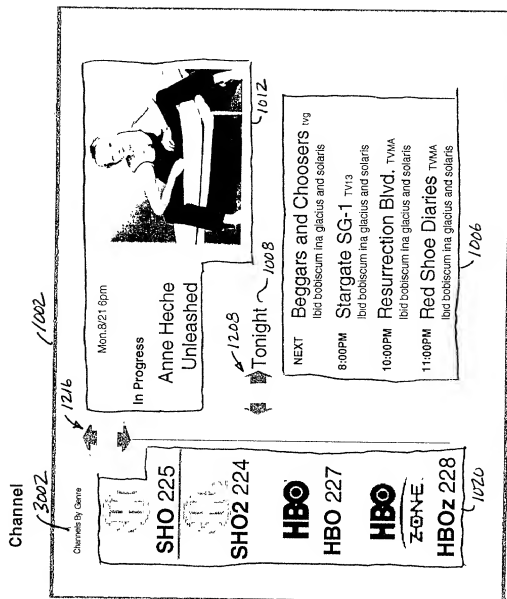 Channel
3002
1002
1216
Channels By Genre
SHO 225
SHO2 224
HBO
HBO 227
HBO
ZONE
HBOz 228
1020
Mon.8/21 6pm
In Progress
Anne Heche
Unleashed
1012
1208
Tonight
1008
NEXT Beggars and Choosers tvg
Ibid bobiscum ina glacius and solaris
8:00PM Stargate SG-1 TV13
Ibid bobiscum ina glacius and solaris
10:00PM Resurrection Blvd. TVMA
Ibid bobiscum ina glacius and solaris
11:00PM Red Shoe Diaries TVMA
Ibid bobiscum ina glacius and solaris
1006